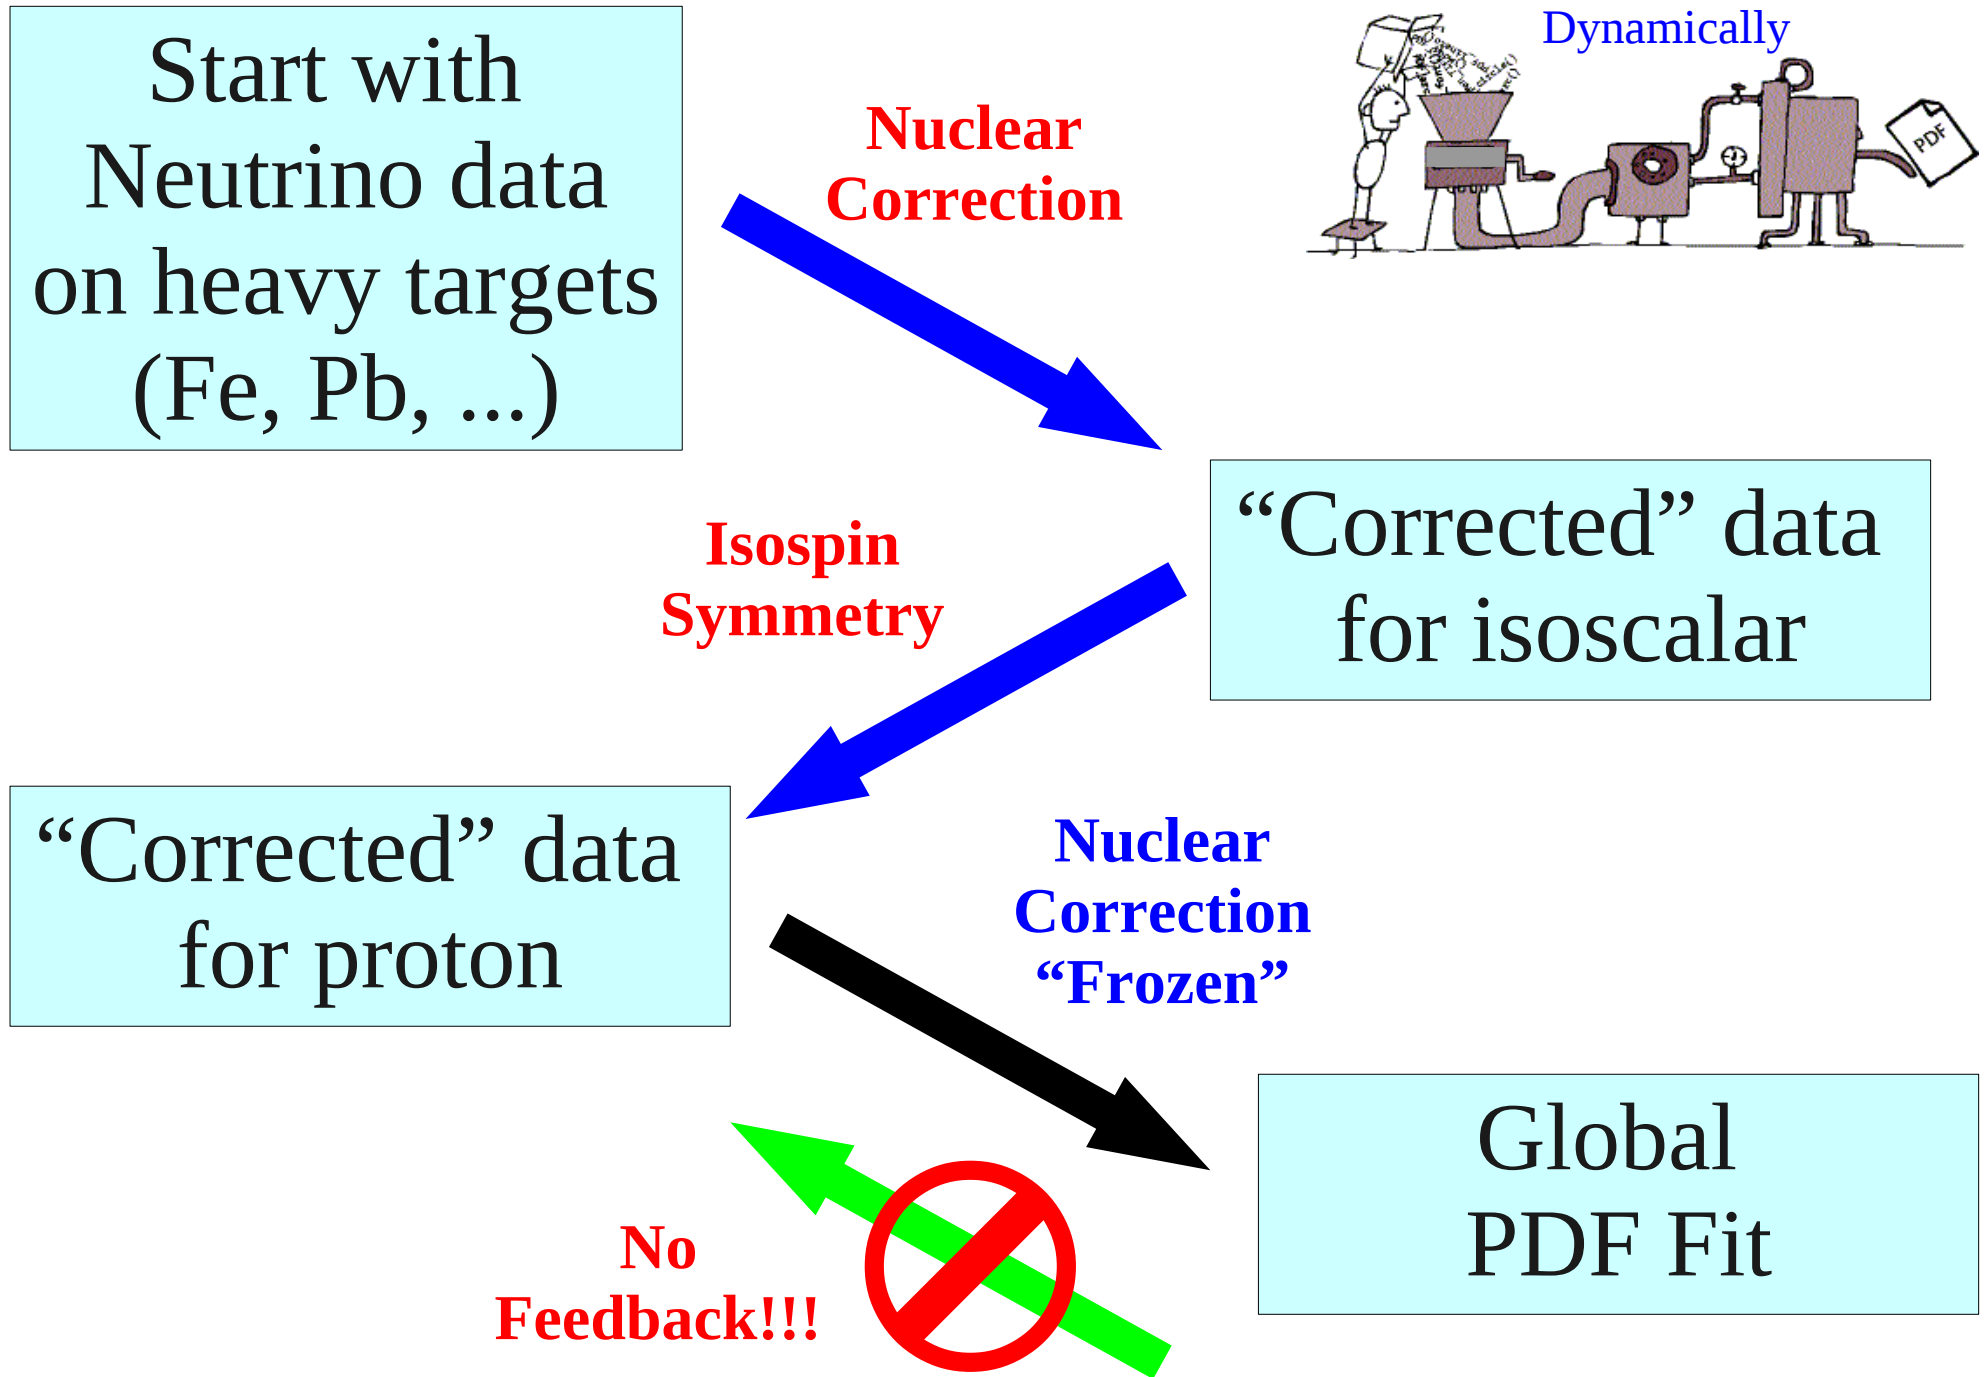 Start with
Neutrino data
on heavy targets
(Fe, Pb, ...)
Nuclear
Correction
Dynamically
PDF
“Corrected” data
for isoscalar
Isospin
Symmetry
“Corrected” data
for proton
Nuclear
Correction
“Frozen”
Global
PDF Fit
No
Feedback!!!